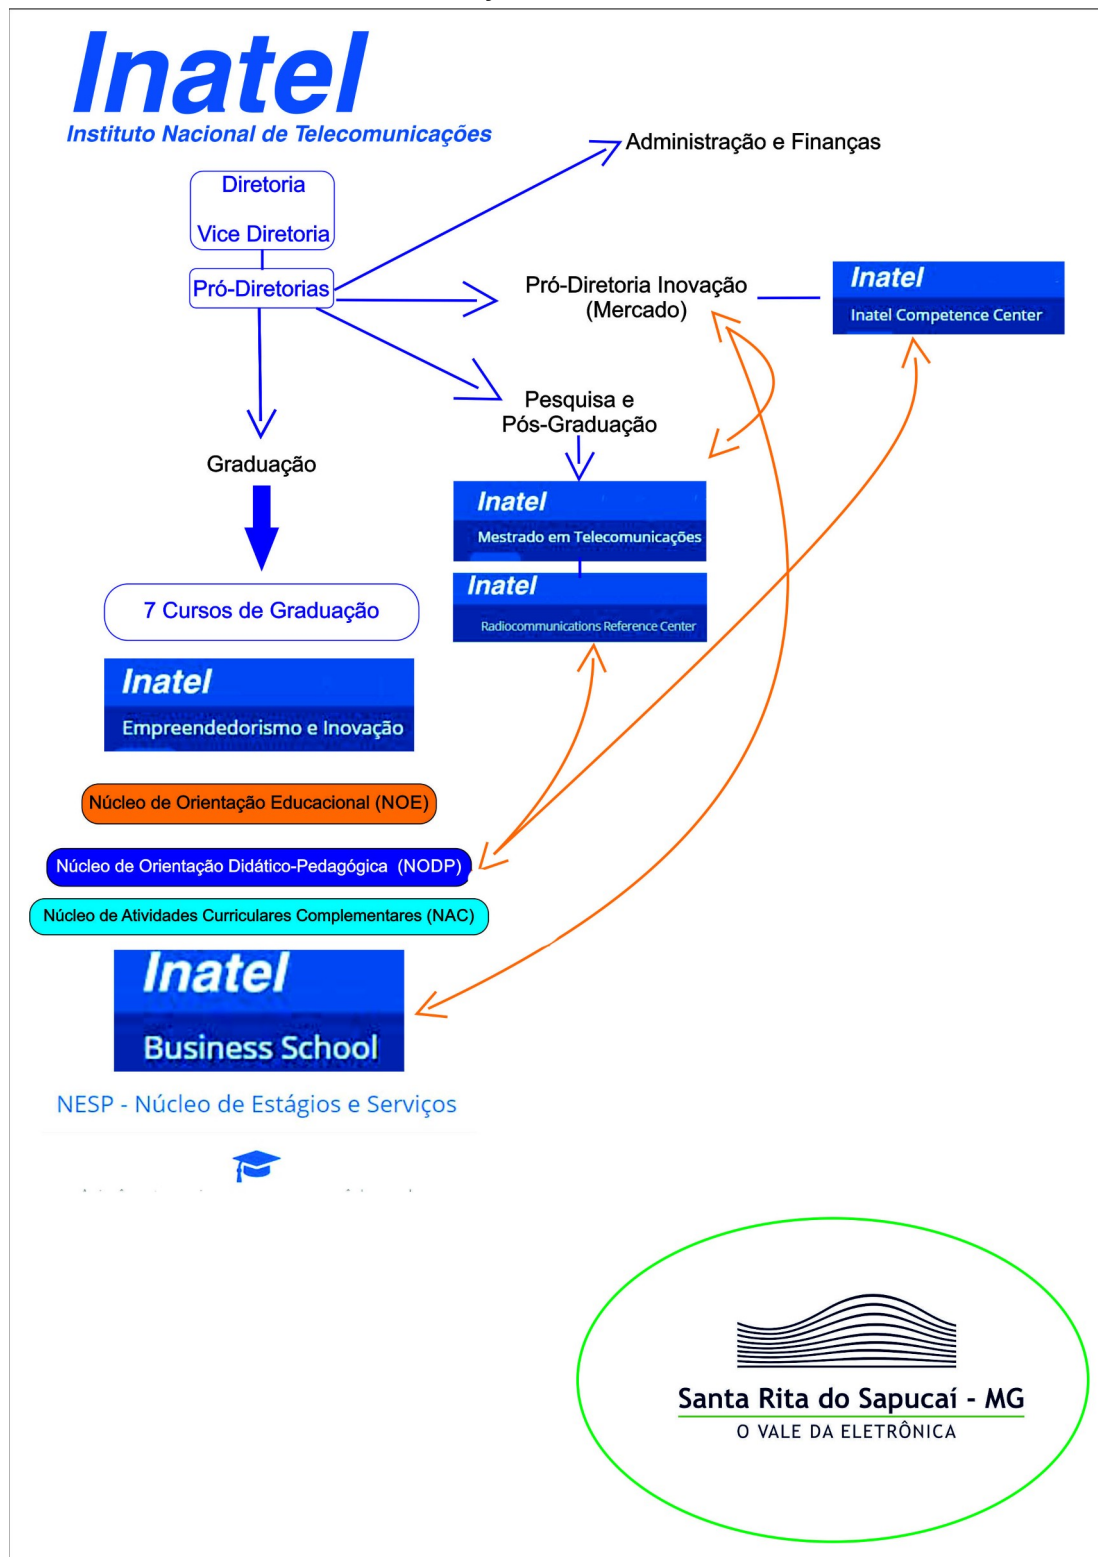 Inatel
Instituto Nacional de Telecomunicações
Administração e Finanças
Diretoria
Vice Diretoria
Pró-Diretorias
Pró-Diretoria Inovação
(Mercado)
Inatel
Inatel Competence Center
Pesquisa e
Pós-Graduação
Graduação
Inatel
Mestrado em Telecomunicações
Inatel
Radiocommunications Reference Center
7 Cursos de Graduação
Inatel
Empreendedorismo e Inovação
Núcleo de Orientação Educacional (NOE)
Núcleo de Orientação Didático-Pedagógica (NODP)
Núcleo de Atividades Curriculares Complementares (NAC)
Inatel
Business School
NESP - Núcleo de Estágios e Serviços
Santa Rita do Sapucaí - MG
O VALE DA ELETRÔNICA